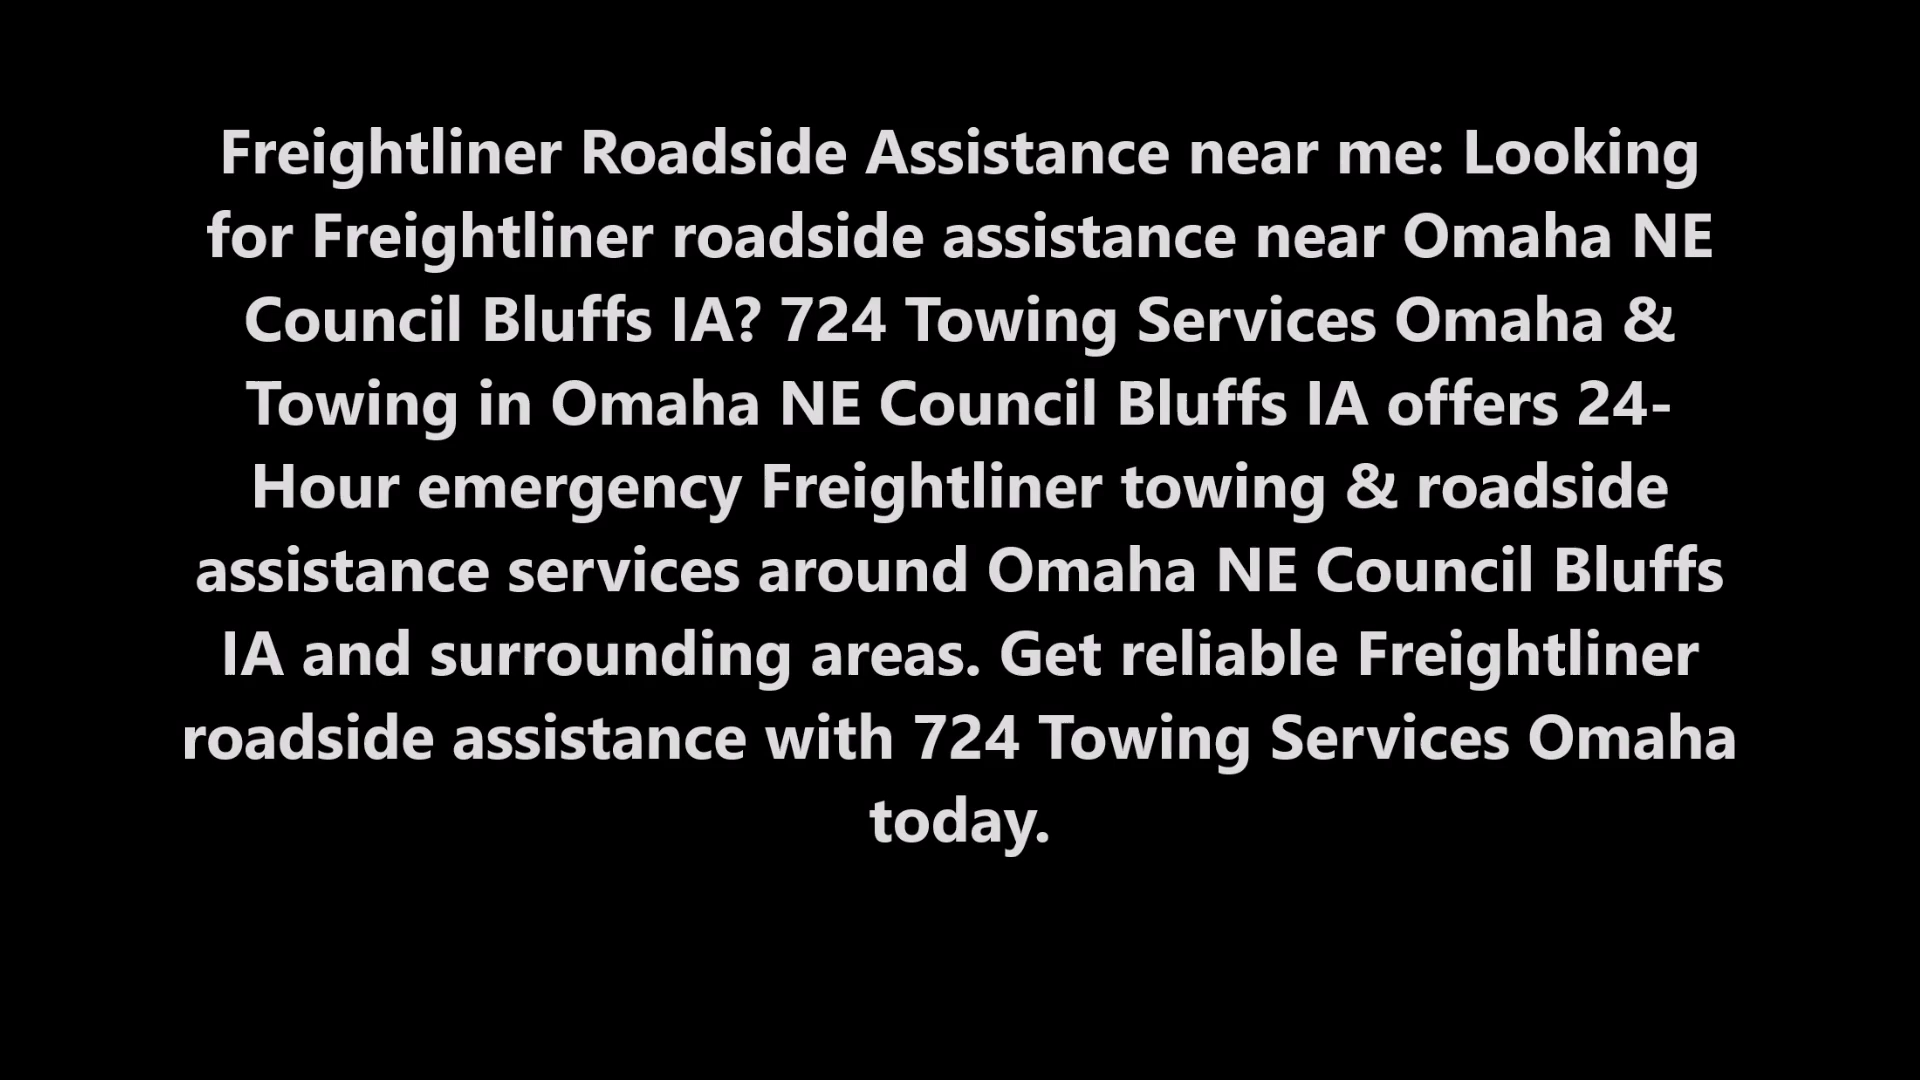 Freightliner Roadside Assistance near me: Looking
for Freightliner roadside assistance near Omaha NE
Council Bluffs IA? 724 Towing Services Omaha &
Towing in Omaha NE Council Bluffs IA offers 24-
Hour emergency Freightliner towing & roadside
assistance services around Omaha NE Council Bluffs
IA and surrounding areas. Get reliable Freightliner
roadside assistance with 724 Towing Services Omaha
today.